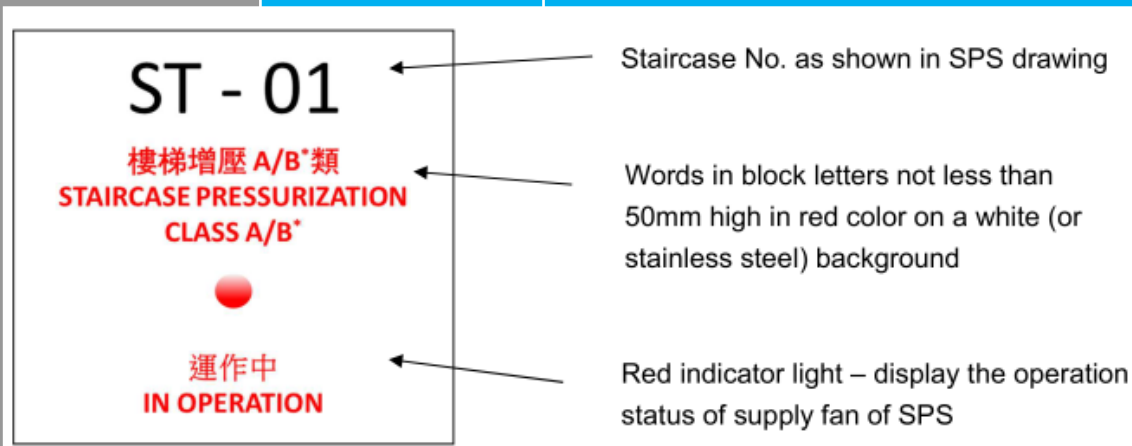 ST - 01
樓梯增壓 A/B*類
STAIRCASE PRESSURIZATION
CLASS A/B*
運作中
IN OPERATION
Staircase No. as shown in SPS drawing
Words in block letters not less than
50mm high in red color on a white (or
stainless steel) background
Red indicator light – display the operation
status of supply fan of SPS